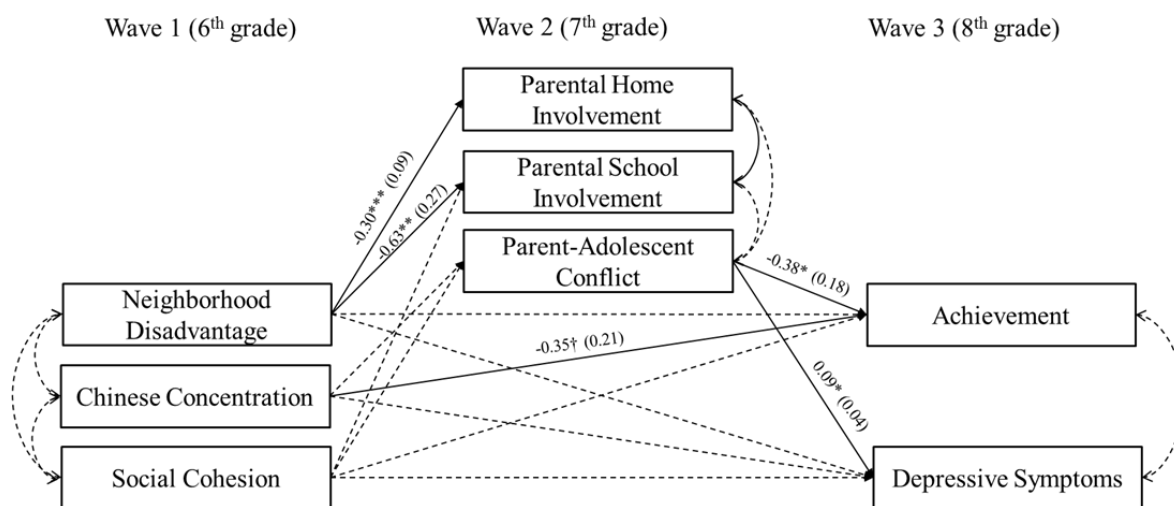 Wave 1 (6th grade)
Wave 2 (7th grade)
Wave 3 (8th grade)
Parental Home
Involvement
Parental School
Involvement
Parent-Adolescent
Conflict
Neighborhood
Disadvantage
Chinese Concentration
Social Cohesion
Achievement
Depressive Symptoms
-0.30*** (0.09)
-0.63** (0.27)
-0.38* (0.18)
-0.35† (0.21)
0.09* (0.04)